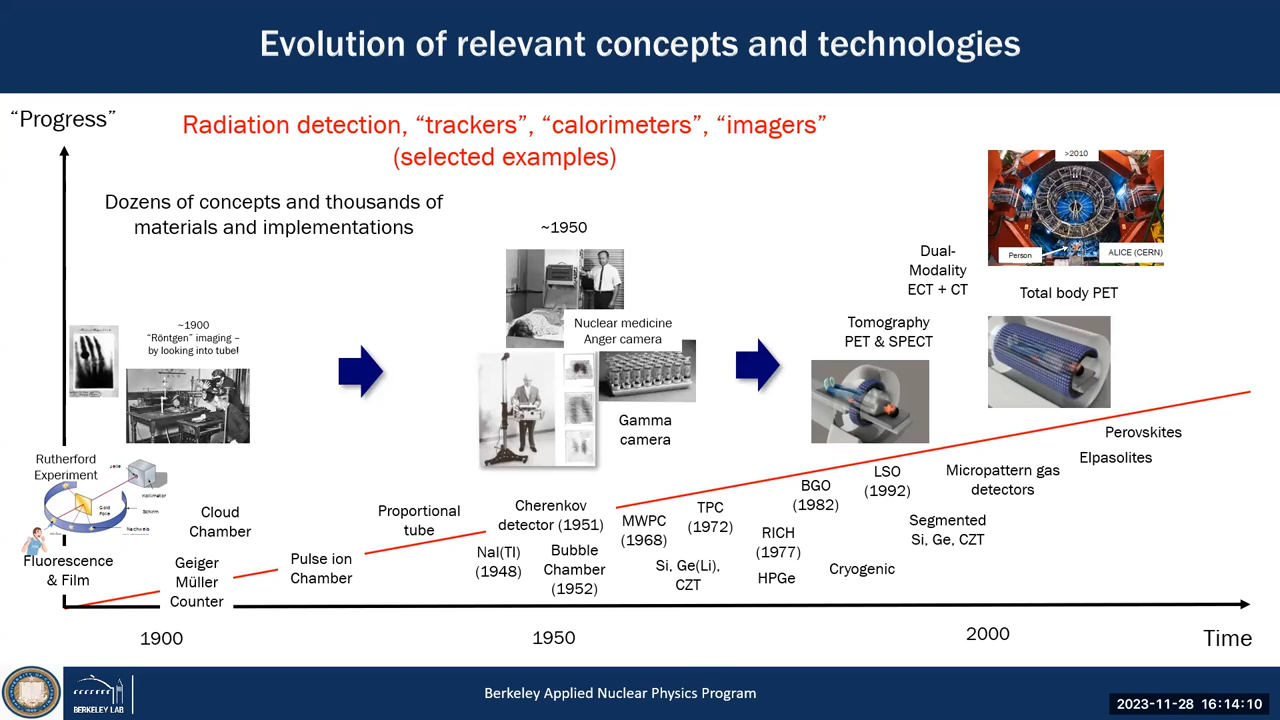 Evolution of relevant concepts and technologies
“Progress”
Radiation detection, “trackers”, “calorimeters”, “imagers”
(selected examples)
Dozens of concepts and thousands of
materials and implementations
~1900
“Röntgen” imaging –
by looking into tube!
~1950
Nuclear medicine
Anger camera
Gamma
camera
Tomography
PET & SPECT
Dual-
Modality
ECT + CT
>2010
Person
ALICE (CERN)
Total body PET
Rutherford
Experiment
Kollimator
Gold
Folie
Schirm
Nachweis
Fluorescence
& Film
Cloud
Chamber
Geiger
Müller
Counter
Pulse ion
Chamber
Proportional
tube
NaI(Tl)
(1948)
Cherenkov
detector (1951)
Bubble
Chamber
(1952)
MWPC
(1968)
Si, Ge(Li),
CZT
TPC
(1972)
RICH
(1977)
HPGe
BGO
(1982)
Cryogenic
LSO
(1992)
Segmented
Si, Ge, CZT
Micropattern gas
detectors
Elpasolites
Perovskites
1900
1950
2000
Time
BERKELEY LAB
Berkeley Applied Nuclear Physics Program
2023-11-28 16:14:10